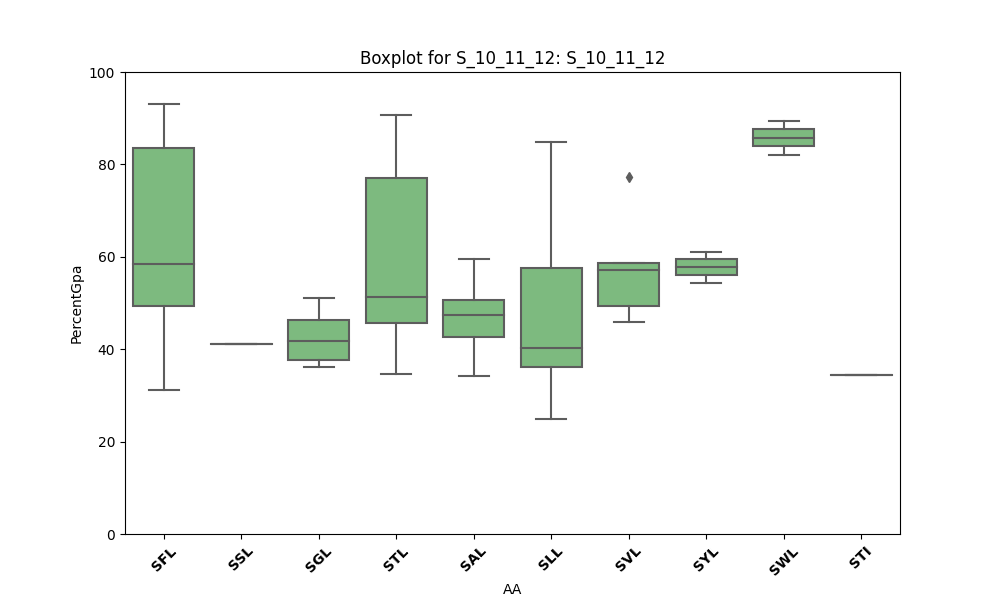 Boxplot for S_10_11_12: S_10_11_12
PercentGpa
100
80
60
40
20
0
SFL SSL SGL STL SAL SLL SVL SYL SWL STI
AA